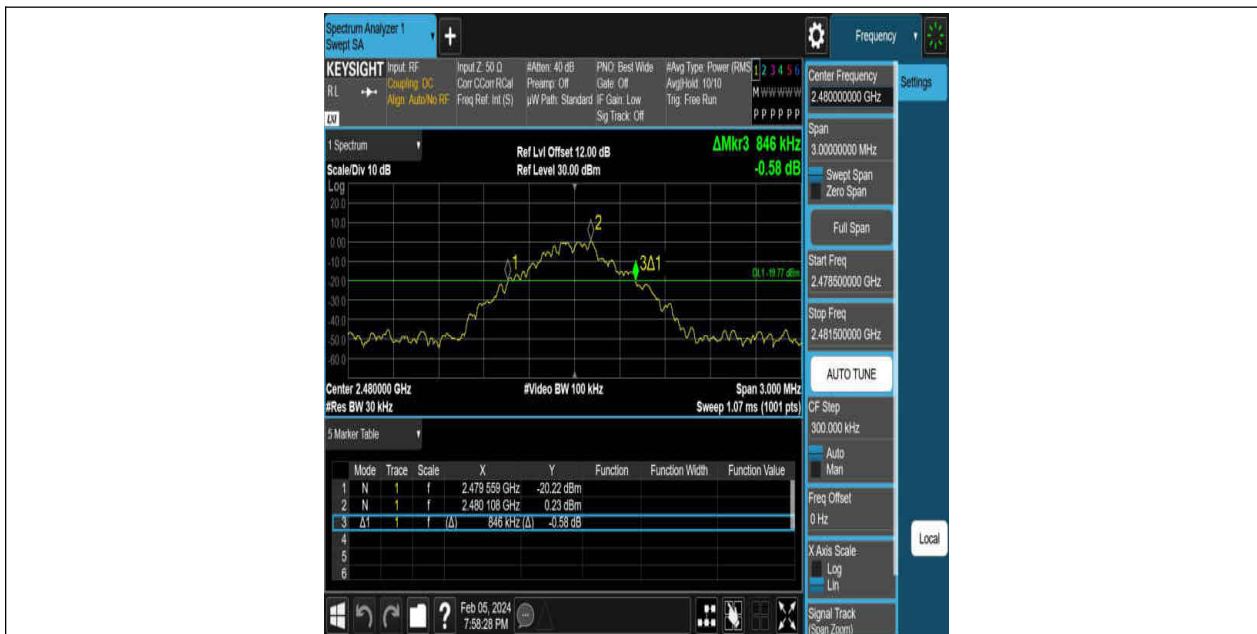 Spectrum Analyzer 1
Swept SA
+
Frequency
KEYSIGHT
RL
LXI
Input: RF
Coupling: DC
Align: Auto/No RF
Input Z: 50 Ω
Corr CCorr RCal
Freq Ref: Int (S)
#Atten: 40 dB
Preamp: Off
µW Path: Standard
PNO: Best Wide
Gate: Off
IF Gain: Low
Sig Track: Off
#Avg Type: Power (RMS
Avg|Hold: 10/10
Trig: Free Run
1 2 3 4 5 6
M W W W W W
P P P P P P
1 Spectrum
Scale/Div 10 dB
Ref Lvl Offset 12.00 dB
Ref Level 30.00 dBm
ΔMkr3 846 kHz
-0.58 dB
Log
20.0
10.0
0.00
-10.0
-20.0
-30.0
-40.0
-50.0
-60.0
1
2
3Δ1
DL1 -19.77 dBm
Center 2.480000 GHz
#Res BW 30 kHz
#Video BW 100 kHz
Span 3.000 MHz
Sweep 1.07 ms (1001 pts)
5 Marker Table
Mode Trace Scale X Y Function Function Width Function Value
1 N 1 f 2.479 559 GHz -20.22 dBm
2 N 1 f 2.480 108 GHz 0.23 dBm
3 Δ1 1 f (Δ) 846 kHz (Δ) -0.58 dB
4
5
6
?
Feb 05, 2024
7:58:28 PM
Center Frequency
2.480000000 GHz
Settings
Span
3.00000000 MHz
Swept Span
Zero Span
Full Span
Start Freq
2.478500000 GHz
Stop Freq
2.481500000 GHz
AUTO TUNE
CF Step
300.000 kHz
Auto
Man
Freq Offset
0 Hz
Local
X Axis Scale
Log
Lin
Signal Track
(Span Zoom)